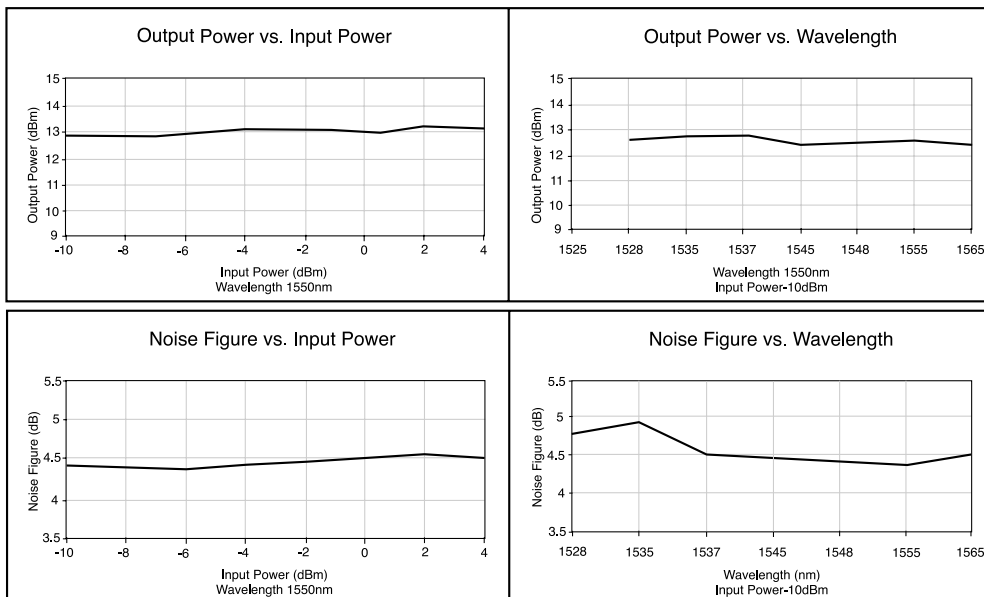 Output Power vs. Input Power
Output Power (dBm)
15
14
13
12
11
10
9
-10 -8 -6 -4 -2 0 2 4
Input Power (dBm)
Wavelength 1550nm
Output Power vs. Wavelength
Output Power (dBm)
15
14
13
12
11
10
9
1525 1528 1535 1537 1545 1548 1555 1565
Wavelength 1550nm
Input Power-10dBm
Noise Figure vs. Input Power
Noise Figure (dB)
5.5
5
4.5
4
3.5
-10 -8 -6 -4 -2 0 2 4
Input Power (dBm)
Wavelength 1550nm
Noise Figure vs. Wavelength
Noise Figure (dB)
5.5
5
4.5
4
3.5
1528 1535 1537 1545 1548 1555 1565
Wavelength (nm)
Input Power-10dBm